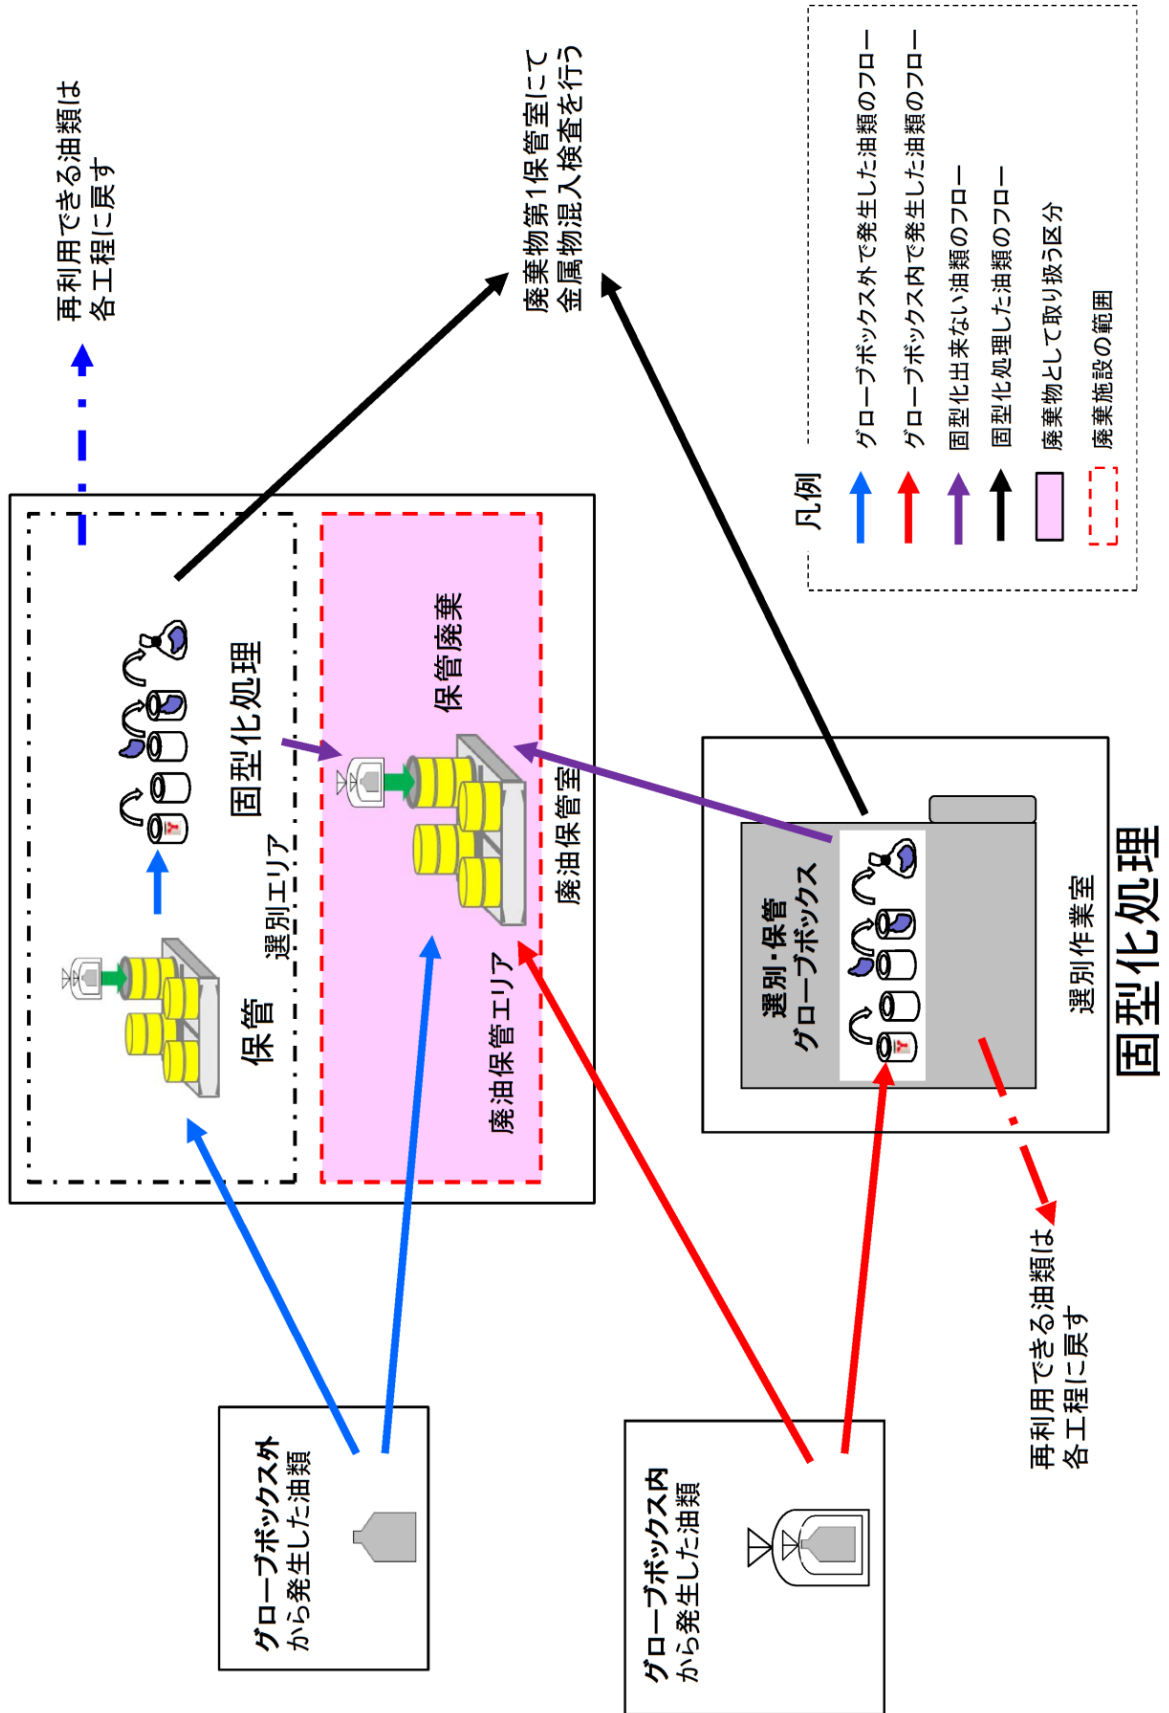 グローブボックス外
から発生した油類
グローブボックス内
から発生した油類
保管
選別エリア
固型化処理
廃油保管エリア
保管廃棄
廃油保管室
選別・保管
グローブボックス
選別作業室
固型化処理
再利用できる油類は
各工程に戻す
再利用できる油類は
各工程に戻す
廃棄物第1保管室にて
金属物混入検査を行う
凡例
グローブボックス外で発生した油類のフロー
グローブボックス内で発生した油類のフロー
固型化出来ない油類のフロー
固型化処理した油類のフロー
廃棄物として取り扱う区分
廃棄施設の範囲